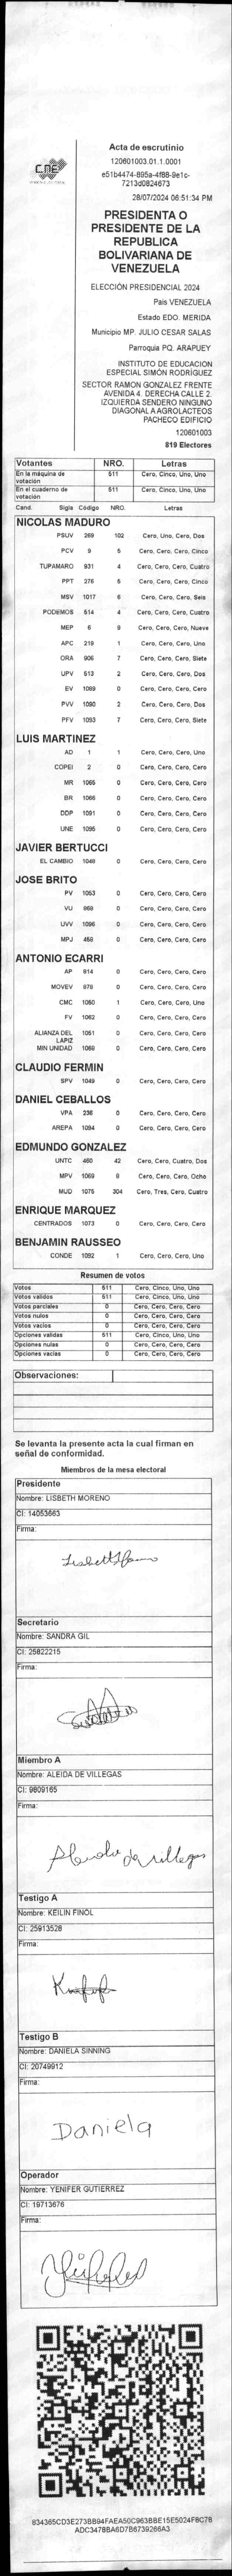 CNE
Acta de escrutinio
120601003.01.1.0001
e51b4474-895a-4f88-9e1c-
7213d0824673
28/07/2024 06:51:34 PM
PRESIDENTA O
PRESIDENTE DE LA
REPUBLICA
BOLIVARIANA DE
VENEZUELA
ELECCIÓN PRESIDENCIAL 2024
País VENEZUELA
Estado EDO. MERIDA
Municipio MP. JULIO CESAR SALAS
Parroquia PQ. ARAPUEY
INSTITUTO DE EDUCACION
ESPECIAL SIMÓN RODRÍGUEZ
SECTOR RAMON GONZALEZ FRENTE
AVENIDA 4. DERECHA CALLE 2.
IZQUIERDA SENDERO NINGUNO
DIAGONAL A AGROLACTEOS
PACHECO EDIFICIO
120601003
819 Electores
Votantes NRO. Letras
En la máquina de votación 511 Cero, Cinco, Uno, Uno
En el cuaderno de votación 511 Cero, Cinco, Uno, Uno
Cand. Sigla Código NRO. Letras
NICOLAS MADURO
PSUV 269 102 Cero, Uno, Cero, Dos
PCV 9 5 Cero, Cero, Cero, Cinco
TUPAMARO 931 4 Cero, Cero, Cero, Cuatro
PPT 276 5 Cero, Cero, Cero, Cinco
MSV 1017 6 Cero, Cero, Cero, Seis
PODEMOS 514 4 Cero, Cero, Cero, Cuatro
MEP 6 9 Cero, Cero, Cero, Nueve
APC 219 1 Cero, Cero, Cero, Uno
ORA 906 7 Cero, Cero, Cero, Siete
UPV 513 2 Cero, Cero, Cero, Dos
EV 1089 0 Cero, Cero, Cero, Cero
PVV 1090 2 Cero, Cero, Cero, Dos
PFV 1093 7 Cero, Cero, Cero, Siete
LUIS MARTINEZ
AD 1 1 Cero, Cero, Cero, Uno
COPEI 2 0 Cero, Cero, Cero, Cero
MR 1065 0 Cero, Cero, Cero, Cero
BR 1066 0 Cero, Cero, Cero, Cero
DDP 1091 0 Cero, Cero, Cero, Cero
UNE 1095 0 Cero, Cero, Cero, Cero
JAVIER BERTUCCI
EL CAMBIO 1048 0 Cero, Cero, Cero, Cero
JOSE BRITO
PV 1053 0 Cero, Cero, Cero, Cero
VU 868 0 Cero, Cero, Cero, Cero
UVV 1096 0 Cero, Cero, Cero, Cero
MPJ 458 0 Cero, Cero, Cero, Cero
ANTONIO ECARRI
AP 814 0 Cero, Cero, Cero, Cero
MOVEV 878 0 Cero, Cero, Cero, Cero
CMC 1060 1 Cero, Cero, Cero, Uno
FV 1062 0 Cero, Cero, Cero, Cero
ALIANZA DEL LAPIZ 1051 0 Cero, Cero, Cero, Cero
MIN UNIDAD 1068 0 Cero, Cero, Cero, Cero
CLAUDIO FERMIN
SPV 1049 0 Cero, Cero, Cero, Cero
DANIEL CEBALLOS
VPA 236 0 Cero, Cero, Cero, Cero
AREPA 1094 0 Cero, Cero, Cero, Cero
EDMUNDO GONZALEZ
UNTC 460 42 Cero, Cero, Cuatro, Dos
MPV 1069 8 Cero, Cero, Cero, Ocho
MUD 1075 304 Cero, Tres, Cero, Cuatro
ENRIQUE MARQUEZ
CENTRADOS 1073 0 Cero, Cero, Cero, Cero
BENJAMIN RAUSSEO
CONDE 1092 1 Cero, Cero, Cero, Uno
Resumen de votos
Votos 511 Cero, Cinco, Uno, Uno
Votos válidos 511 Cero, Cinco, Uno, Uno
Votos parciales 0 Cero, Cero, Cero, Cero
Votos nulos 0 Cero, Cero, Cero, Cero
Votos vacíos 0 Cero, Cero, Cero, Cero
Opciones validas 511 Cero, Cinco, Uno, Uno
Opciones nulas 0 Cero, Cero, Cero, Cero
Opciones vacías 0 Cero, Cero, Cero, Cero
Observaciones:
Se levanta la presente acta la cual firman en
señal de conformidad.
Miembros de la mesa electoral
Presidente
Nombre: LISBETH MORENO
CI: 14053663
Firma:
Secretario
Nombre: SANDRA GIL
CI: 25822215
Firma:
Miembro A
Nombre: ALEIDA DE VILLEGAS
CI: 9809165
Firma:
Aleida de villegas
Testigo A
Nombre: KEILIN FINOL
CI: 25913528
Firma:
Testigo B
Nombre: DANIELA SINNING
CI: 20749912
Firma:
Daniela
Operador
Nombre: YENIFER GUTIERREZ
CI: 19713676
Firma:
834365CD3E273BB94FAEA50C963BBE15E5024FBC7B
ADC3478BA6D7B6739266A3